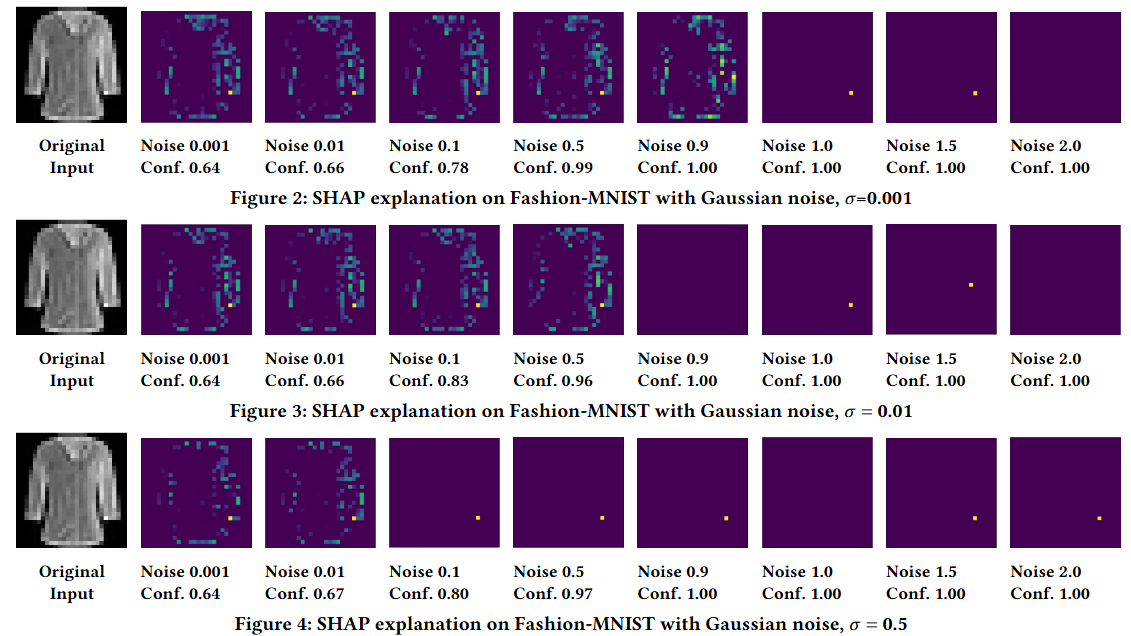 Original Input
Noise 0.001 Conf. 0.64
Noise 0.01 Conf. 0.66
Noise 0.1 Conf. 0.78
Noise 0.5 Conf. 0.99
Noise 0.9 Conf. 1.00
Noise 1.0 Conf. 1.00
Noise 1.5 Conf. 1.00
Noise 2.0 Conf. 1.00
Figure 2: SHAP explanation on Fashion-MNIST with Gaussian noise, σ=0.001
Original Input
Noise 0.001 Conf. 0.64
Noise 0.01 Conf. 0.66
Noise 0.1 Conf. 0.83
Noise 0.5 Conf. 0.96
Noise 0.9 Conf. 1.00
Noise 1.0 Conf. 1.00
Noise 1.5 Conf. 1.00
Noise 2.0 Conf. 1.00
Figure 3: SHAP explanation on Fashion-MNIST with Gaussian noise, σ = 0.01
Original Input
Noise 0.001 Conf. 0.64
Noise 0.01 Conf. 0.67
Noise 0.1 Conf. 0.80
Noise 0.5 Conf. 0.97
Noise 0.9 Conf. 1.00
Noise 1.0 Conf. 1.00
Noise 1.5 Conf. 1.00
Noise 2.0 Conf. 1.00
Figure 4: SHAP explanation on Fashion-MNIST with Gaussian noise, σ = 0.5